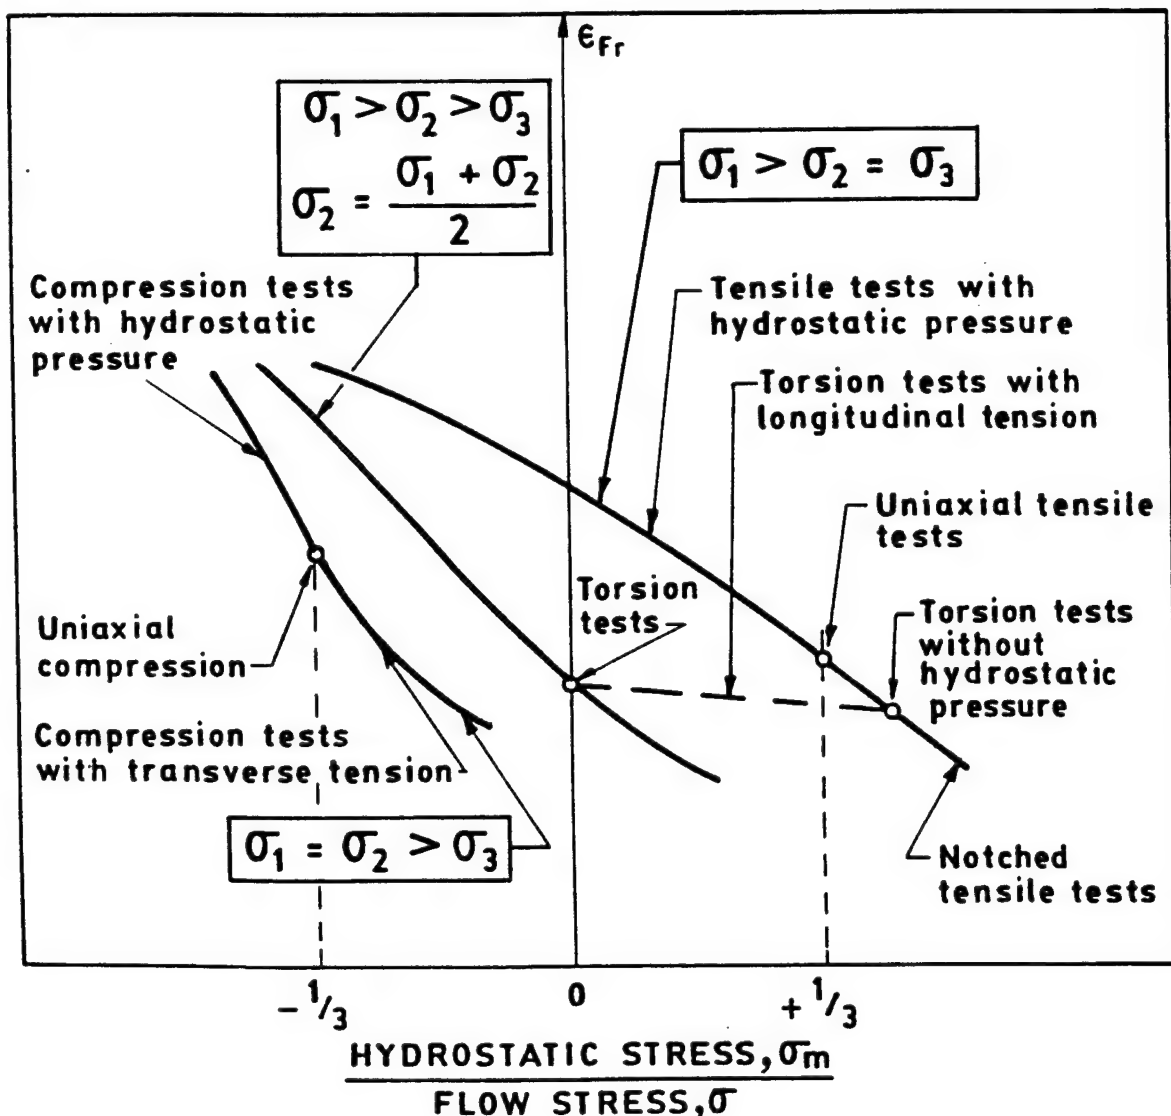 εFr
σ1 > σ2 > σ3
σ2 = (σ1 + σ2)/2
σ1 > σ2 = σ3
Compression tests
with hydrostatic
pressure
Tensile tests with
hydrostatic pressure
Torsion tests with
longitudinal tension
Uniaxial tensile
tests
Torsion
tests
Torsion tests
without
hydrostatic
pressure
Uniaxial
compression
Compression tests
with transverse tension
σ1 = σ2 > σ3
Notched
tensile tests
- 1/3
0
+ 1/3
HYDROSTATIC STRESS, σm
FLOW STRESS, σ